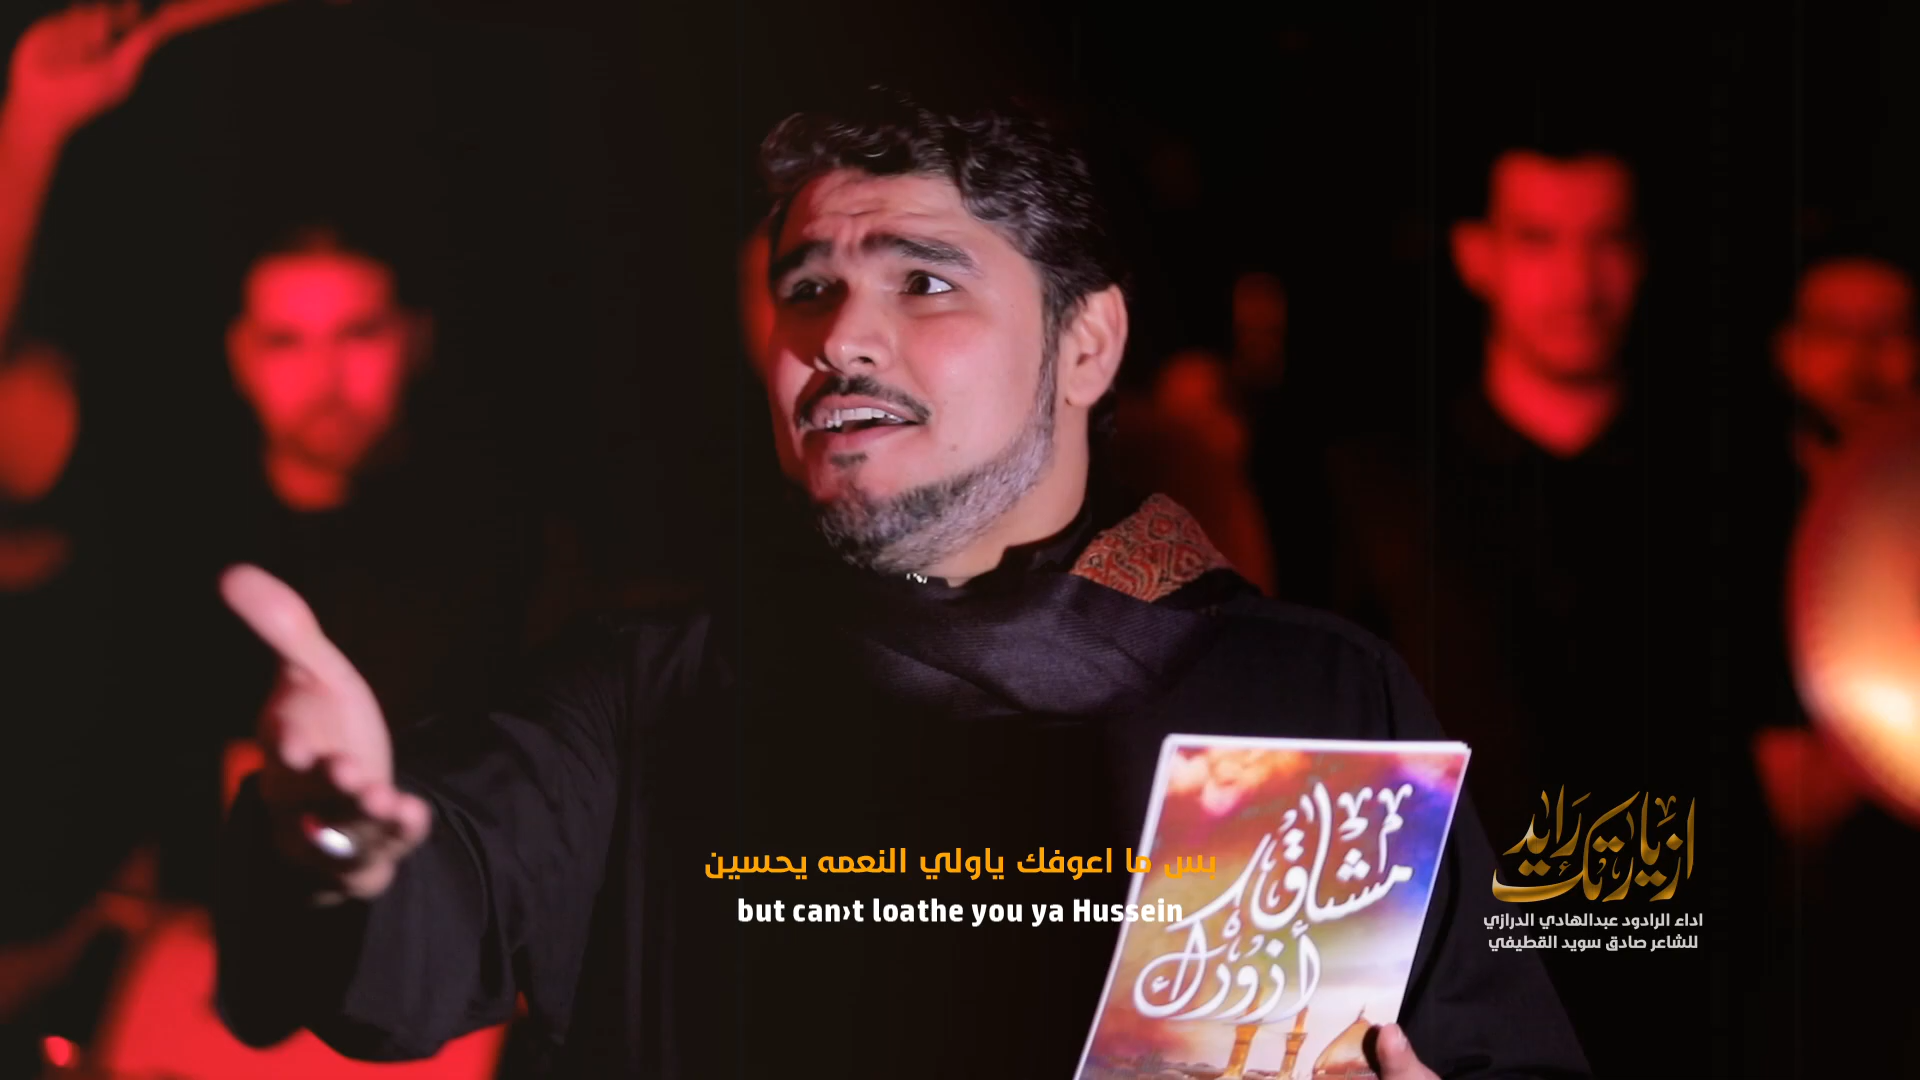 بس ما اعوفك ياولي النعمه يحسين
but can›t loathe you ya Hussein
مشتاق
أزورك
ازيارتك رايد
اداء الرادود عبدالهادي الدرازي
للشاعر صادق سويد القطيفي